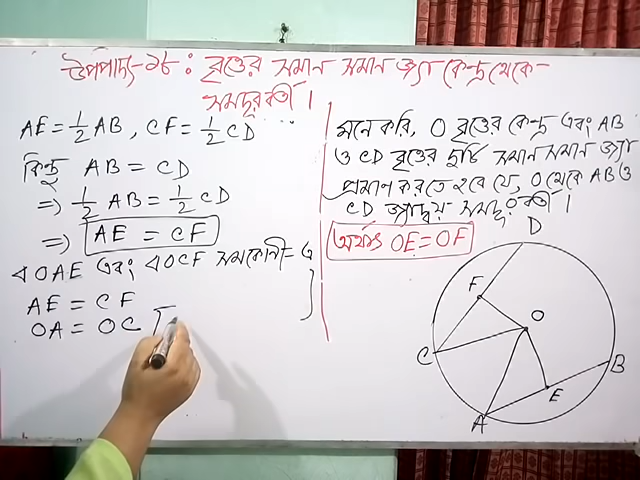 উপপাদ্য-১৮ : বৃত্তের সমান সমান জ্যা কেন্দ্র থেকে
সমদূরবর্তী ।
AE = 1/2 AB , CF = 1/2 CD
কিন্তু AB = CD
=> 1/2 AB = 1/2 CD
=> AE = CF
∆OAE এবং ∆OCF সমকোণী- এ
AE = CF
OA = OC [
মনে করি, O বৃত্তের কেন্দ্র এবং AB
ও CD বৃত্তের দুটি সমান সমান জ্যা
প্রমাণ করতে হবে যে, O থেকে AB ও
CD জ্যাদ্বয় সমদূরবর্তী ।
অর্থাৎ OE = OF
D
F
O
C
B
E
A